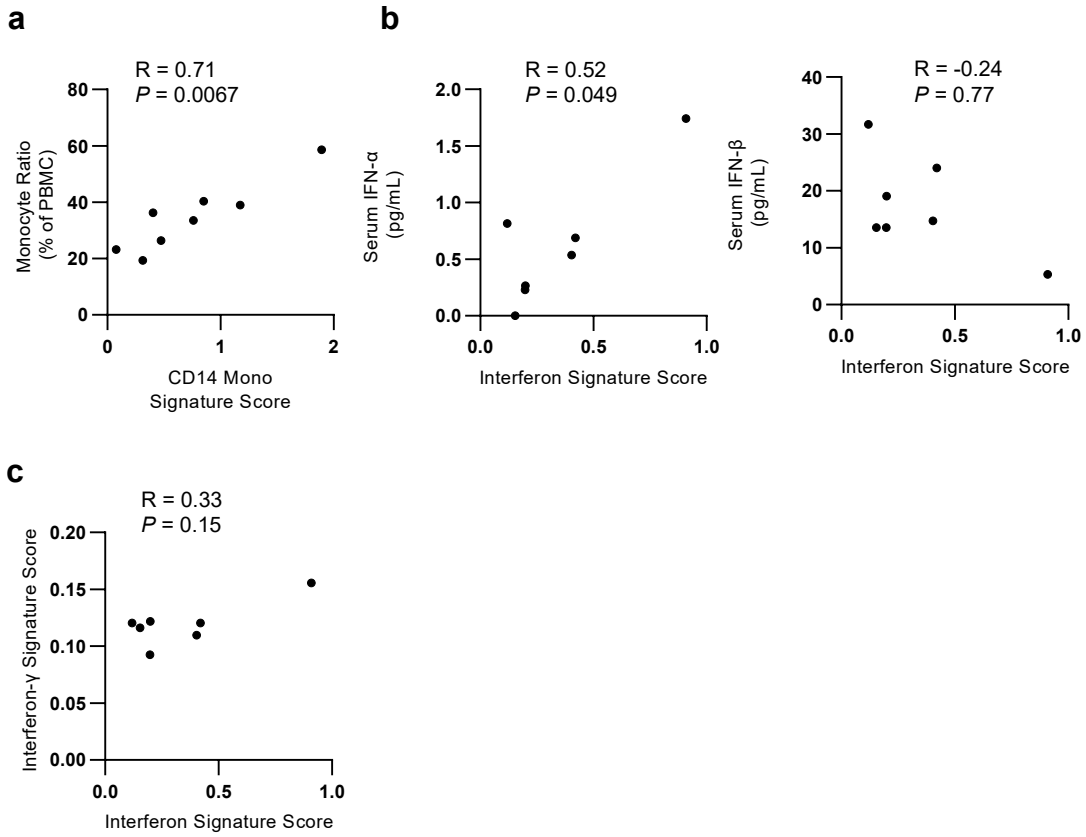 a
R = 0.71
P = 0.0067
Monocyte Ratio
(% of PBMC)
80
60
40
20
0
0
1
2
CD14 Mono
Signature Score
b
R = 0.52
P = 0.049
Serum IFN-α
(pg/mL)
2.0
1.5
1.0
0.5
0.0
0.0
0.5
1.0
Interferon Signature Score
R = -0.24
P = 0.77
Serum IFN-β
(pg/mL)
40
30
20
10
0
0.0
0.5
1.0
Interferon Signature Score
c
R = 0.33
P = 0.15
Interferon-γ Signature Score
0.20
0.15
0.10
0.05
0.00
0.0
0.5
1.0
Interferon Signature Score